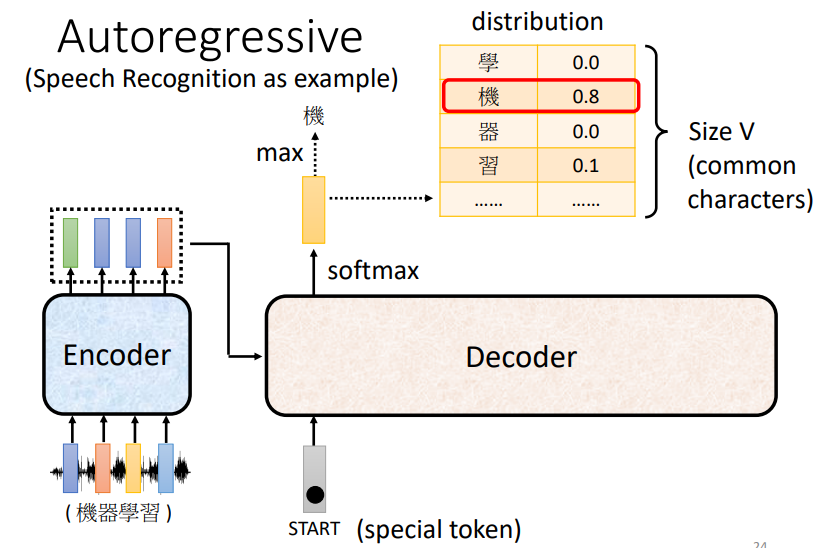 Autoregressive
(Speech Recognition as example)
distribution
學 0.0
機 0.8
器 0.0
習 0.1
...... ......
Size V
(common
characters)
機
max
softmax
Encoder
Decoder
(機器學習)
START (special token)
24